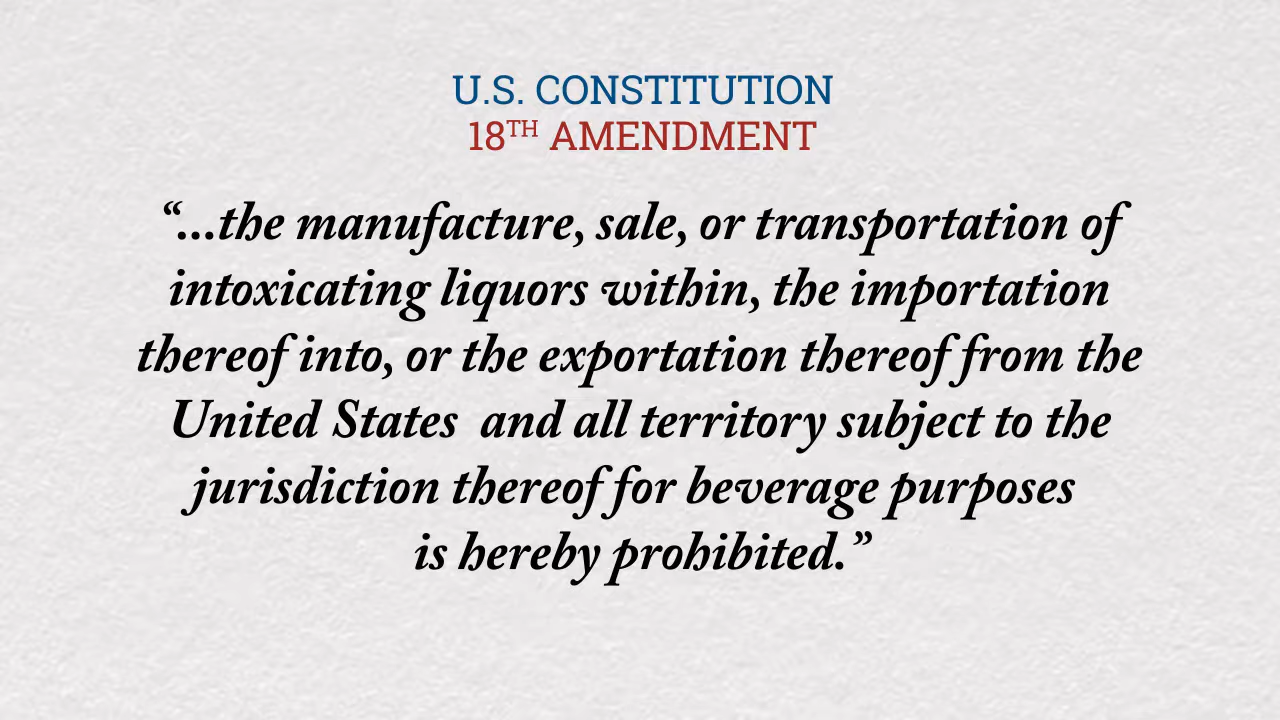 U.S. CONSTITUTION
18TH AMENDMENT
“...the manufacture, sale, or transportation of
intoxicating liquors within, the importation
thereof into, or the exportation thereof from the
United States  and all territory subject to the
jurisdiction thereof for beverage purposes
is hereby prohibited.”